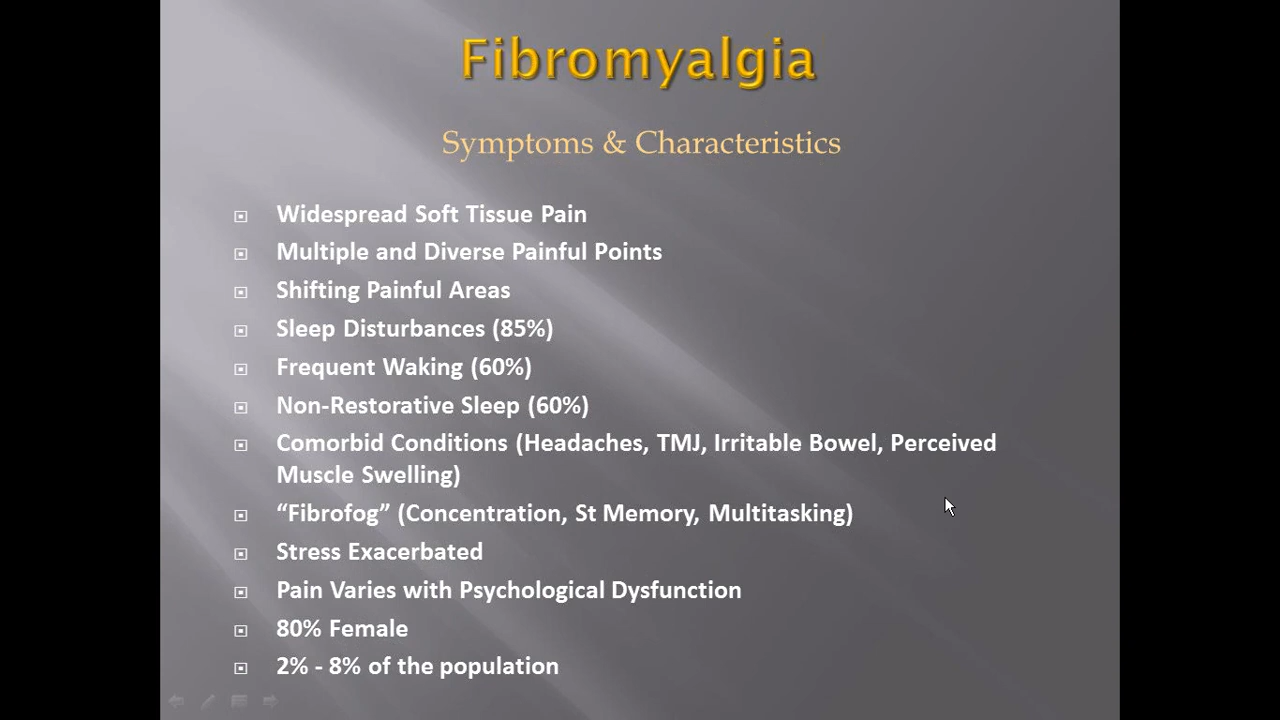 Fibromyalgia
Symptoms & Characteristics
Widespread Soft Tissue Pain
Multiple and Diverse Painful Points
Shifting Painful Areas
Sleep Disturbances (85%)
Frequent Waking (60%)
Non-Restorative Sleep (60%)
Comorbid Conditions (Headaches, TMJ, Irritable Bowel, Perceived
Muscle Swelling)
“Fibrofog” (Concentration, St Memory, Multitasking)
Stress Exacerbated
Pain Varies with Psychological Dysfunction
80% Female
2% - 8% of the population